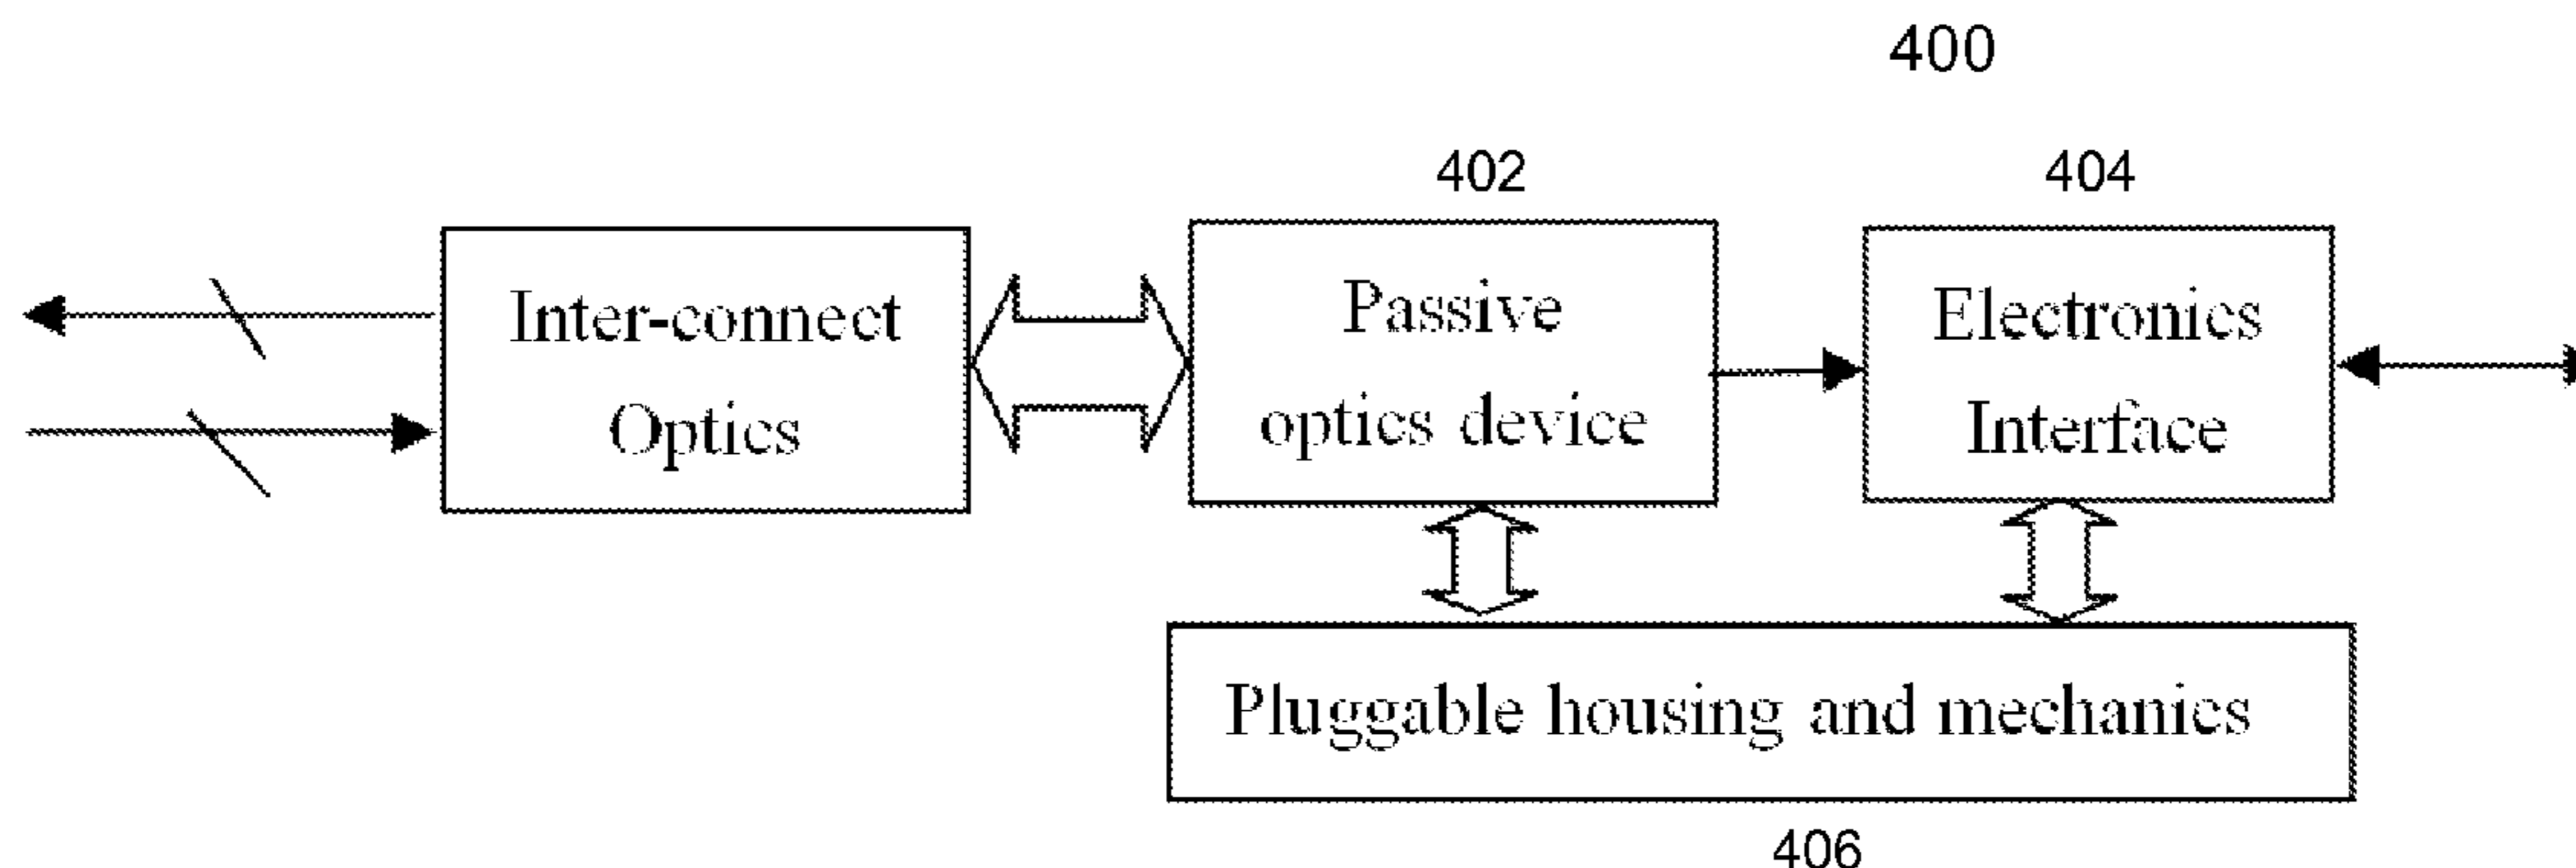 400
402
404
Inter-connect
Optics
Passive
optics device
Electronics
Interface
Pluggable housing and mechanics
406